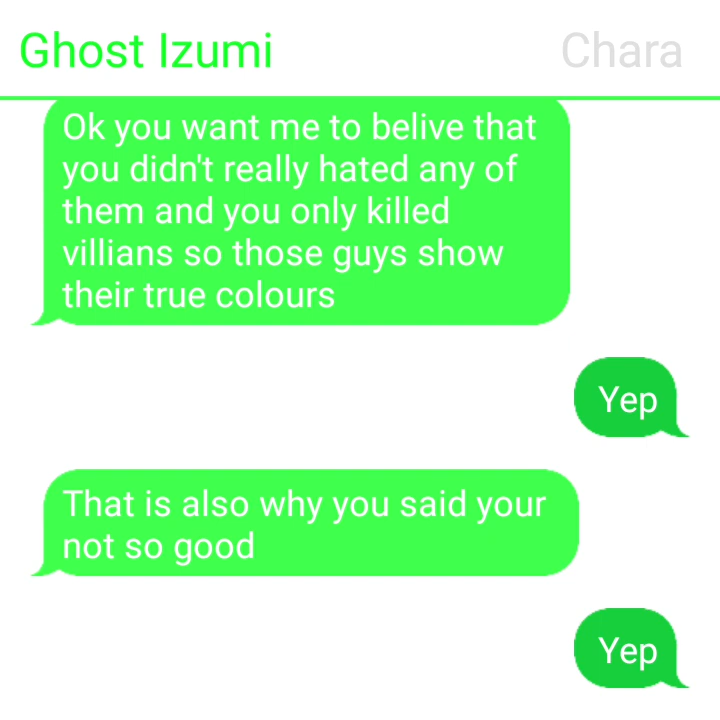 Ghost Izumi Chara
Ok you want me to belive that
you didn't really hated any of
them and you only killed
villians so those guys show
their true colours
Yep
That is also why you said your
not so good
Yep